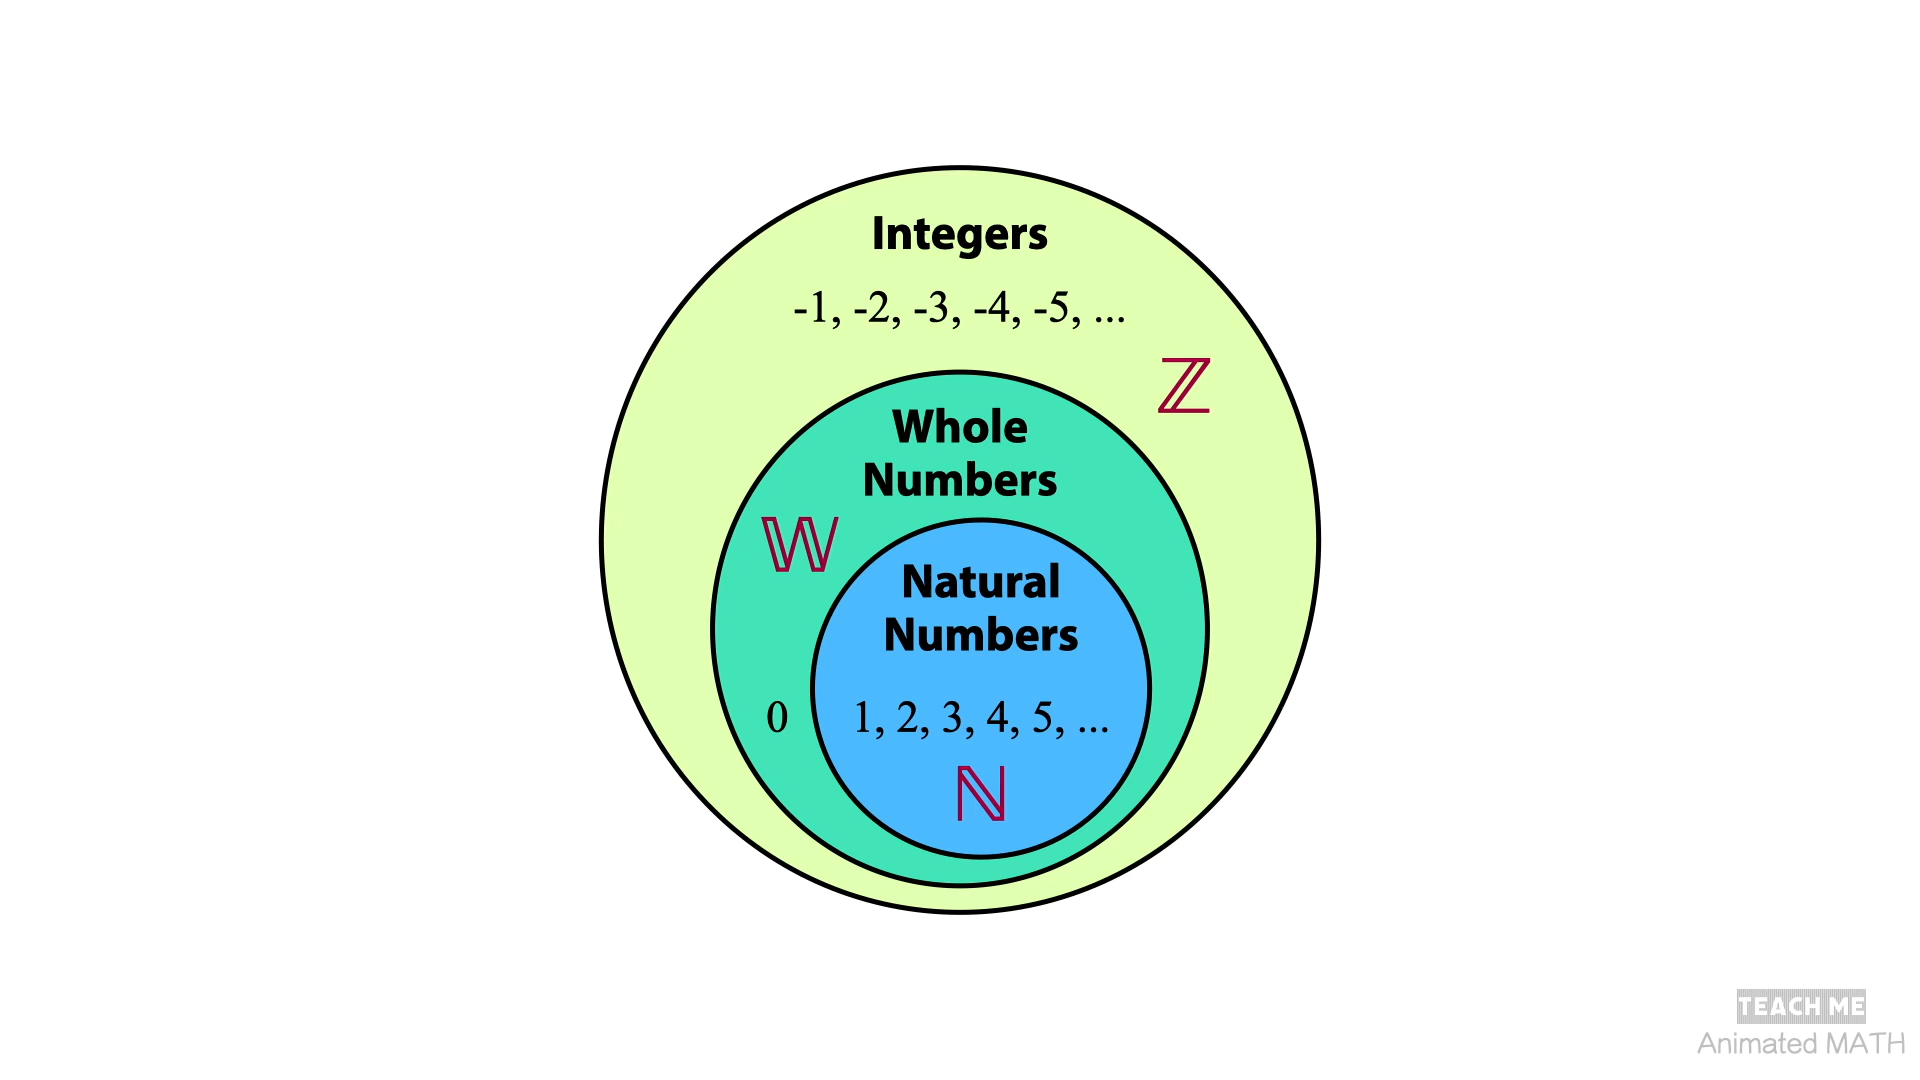 Integers
-1, -2, -3, -4, -5, ...
ℤ
Whole
Numbers
𝕎
Natural
Numbers
0
1, 2, 3, 4, 5, ...
ℕ
TEACH ME
Animated MATH